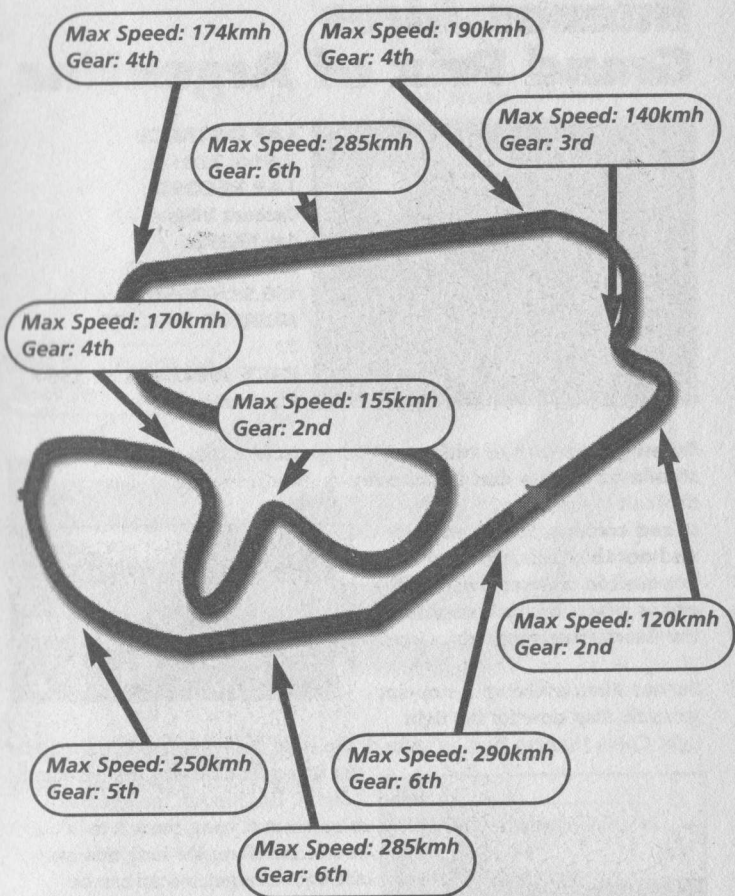 Max Speed: 174kmh
Gear: 4th
Max Speed: 190kmh
Gear: 4th
Max Speed: 285kmh
Gear: 6th
Max Speed: 140kmh
Gear: 3rd
Max Speed: 170kmh
Gear: 4th
Max Speed: 155kmh
Gear: 2nd
Max Speed: 120kmh
Gear: 2nd
Max Speed: 250kmh
Gear: 5th
Max Speed: 290kmh
Gear: 6th
Max Speed: 285kmh
Gear: 6th